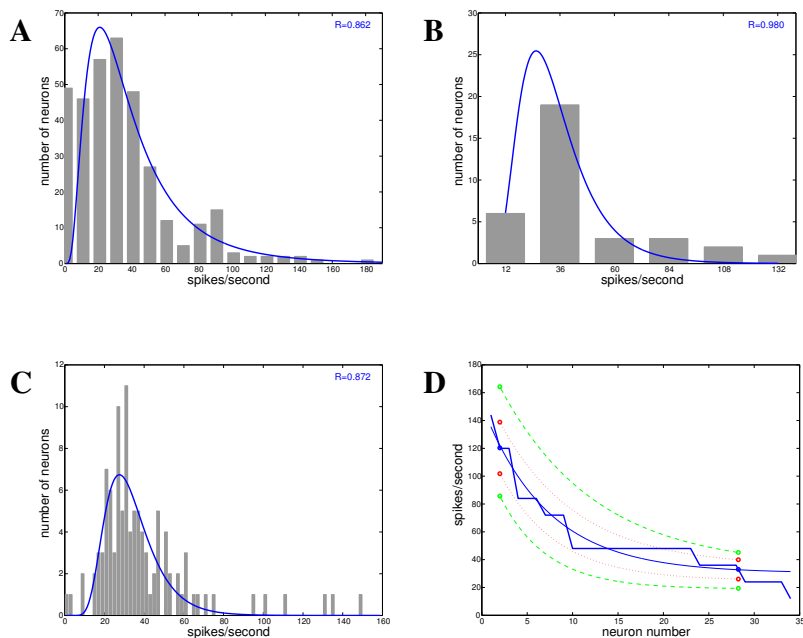 A
R=0.862
number of neurons
70
60
50
40
30
20
10
0
0 20 40 60 80 100 120 140 160 180
spikes/second
B
R=0.980
number of neurons
30
25
20
15
10
5
0
12 36 60 84 108 132
spikes/second
C
R=0.872
number of neurons
12
10
8
6
4
2
0
0 20 40 60 80 100 120 140 160
spikes/second
D
spikes/second
180
160
140
120
100
80
60
40
20
0
0 5 10 15 20 25 30 35
neuron number